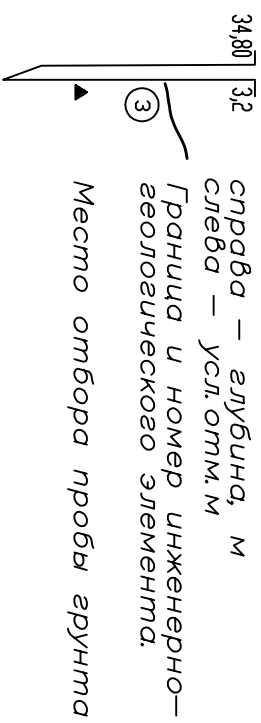 34,80 3,2
справа – глубина, м
слева – усл.отм.м
3
Граница и номер инженерно–
геологического элемента.
Место отбора пробы грунта